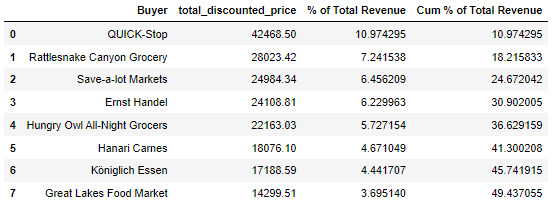 Buyer total_discounted_price % of Total Revenue Cum % of Total Revenue
0 QUICK-Stop 42468.50 10.974295 10.974295
1 Rattlesnake Canyon Grocery 28023.42 7.241538 18.215833
2 Save-a-lot Markets 24984.34 6.456209 24.672042
3 Ernst Handel 24108.81 6.229963 30.902005
4 Hungry Owl All-Night Grocers 22163.03 5.727154 36.629159
5 Hanari Carnes 18076.10 4.671049 41.300208
6 Königlich Essen 17188.59 4.441707 45.741915
7 Great Lakes Food Market 14299.51 3.695140 49.437055